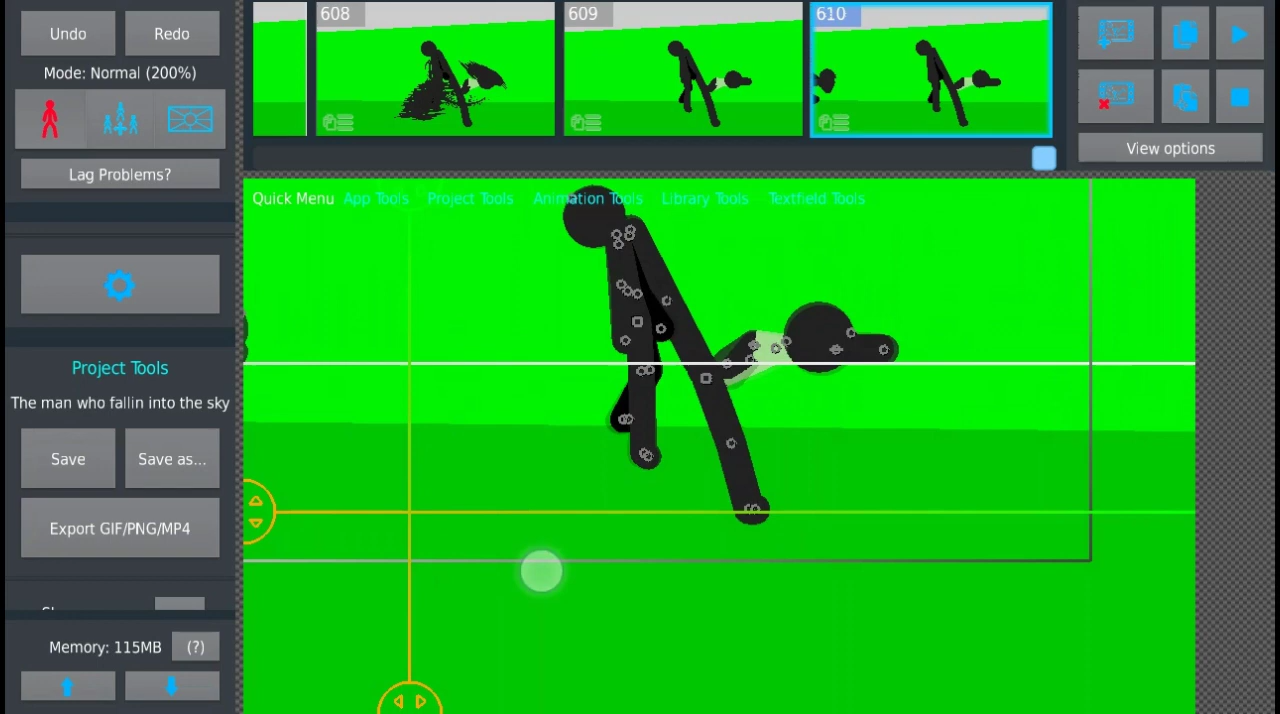 Undo Redo
Mode: Normal (200%)
Lag Problems?
Project Tools
The man who fallin into the sky
Save Save as...
Export GIF/PNG/MP4
Memory: 115MB (?)
608 609 610
View options
Quick Menu App Tools Project Tools Animation Tools Library Tools Textfield Tools